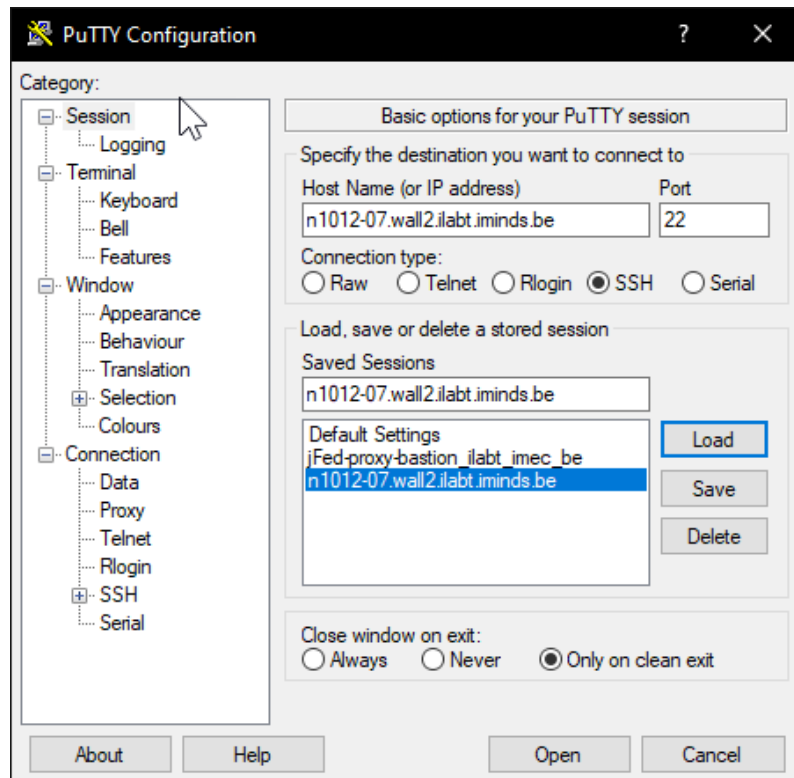 PuTTY Configuration ?
Category:
Session
Logging
Terminal
Keyboard
Bell
Features
Window
Appearance
Behaviour
Translation
Selection
Colours
Connection
Data
Proxy
Telnet
Rlogin
SSH
Serial
Basic options for your PuTTY session
Specify the destination you want to connect to
Host Name (or IP address) Port
n1012-07.wall2.ilabt.iminds.be 22
Connection type:
Raw Telnet Rlogin SSH Serial
Load, save or delete a stored session
Saved Sessions
n1012-07.wall2.ilabt.iminds.be
Default Settings
jFed-proxy-bastion_ilabt_imec_be
n1012-07.wall2.ilabt.iminds.be
Load
Save
Delete
Close window on exit:
Always Never Only on clean exit
About Help Open Cancel